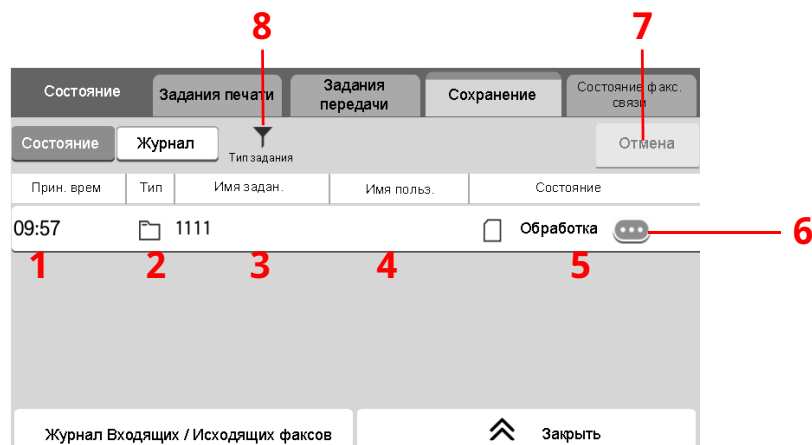 8
7
Состояние
Задания печати
Задания
передачи
Сохранение
Состояние факс.
связи
Состояние
Журнал
Тип задания
Отмена
Прин. врем
Тип
Имя задан.
Имя польз.
Состояние
09:57
1111
Обработка
6
1
2
3
4
5
Журнал Входящих / Исходящих факсов
Закрыть